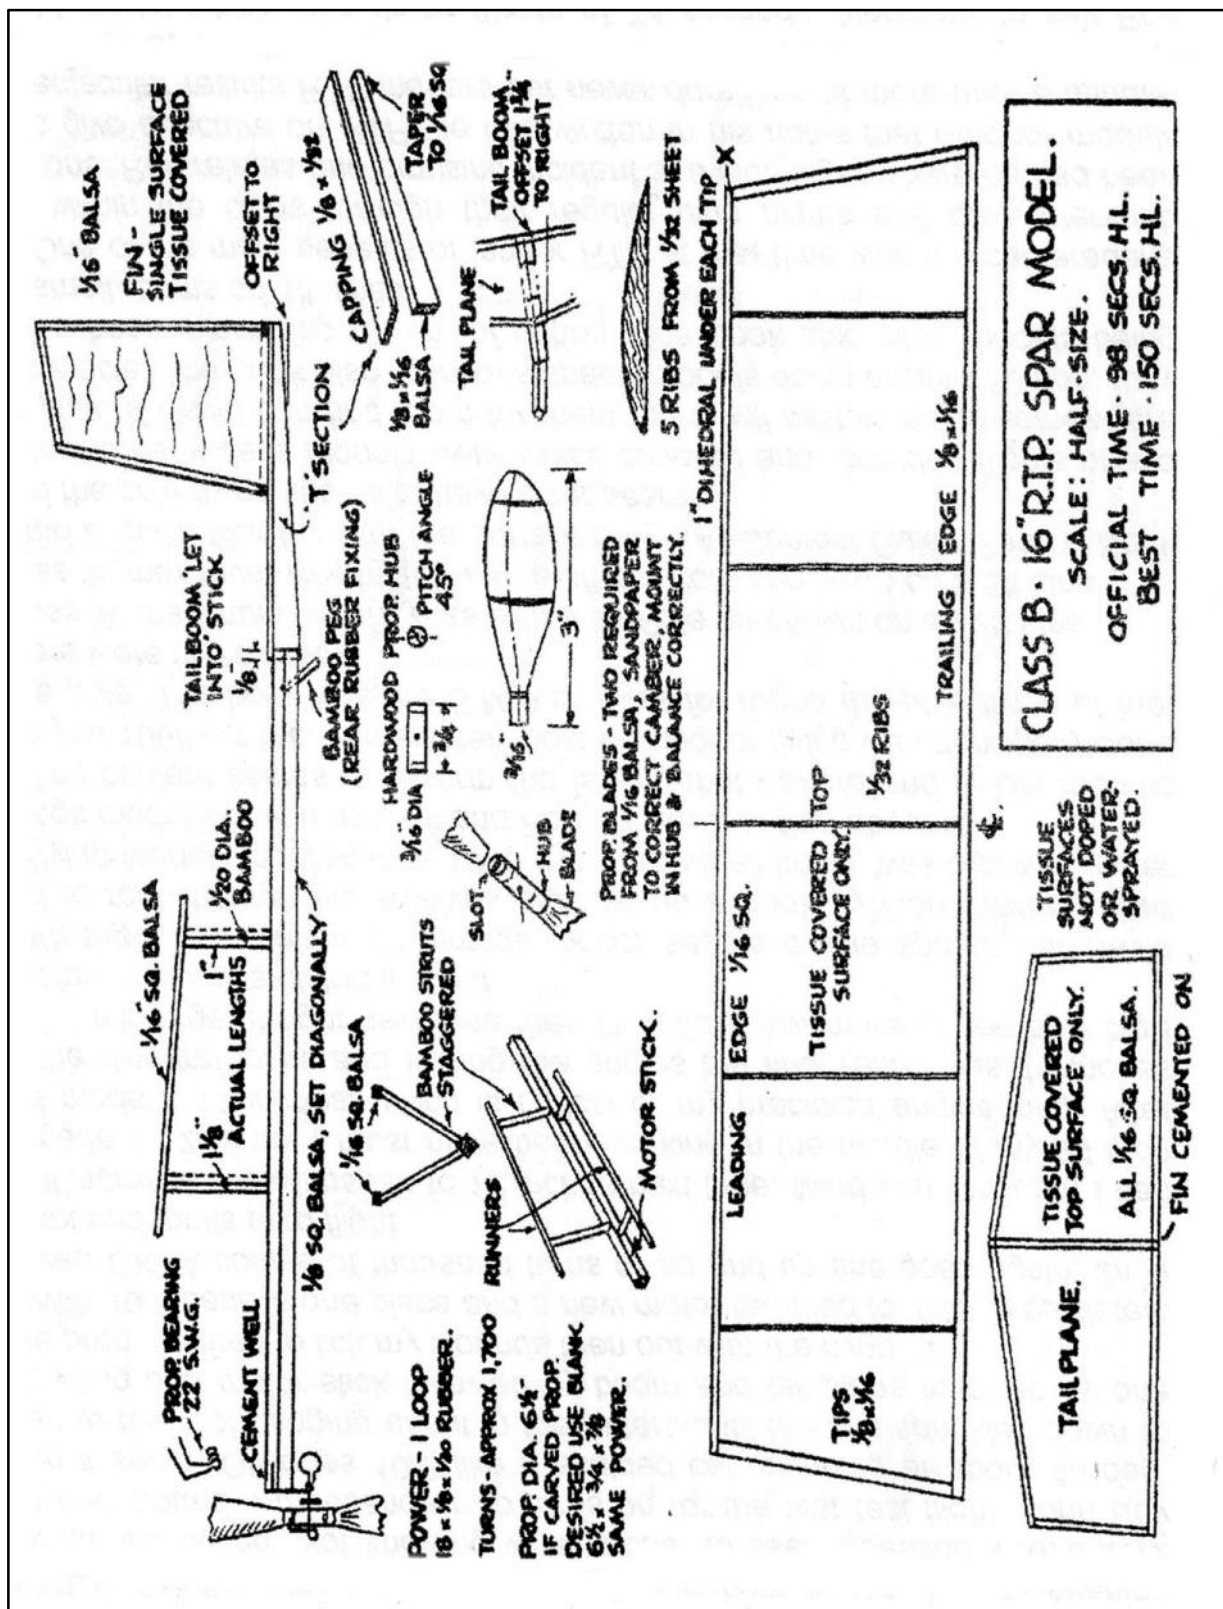 PROP BEARING
22 S.W.G.
CEMENT WELL
1/16" SQ. BALSA
1⅛"
1"
ACTUAL LENGTHS
1/20 DIA.
BAMBOO
1/8 SQ. BALSA, SET DIAGONALLY
TAILBOOM 'LET
INTO' STICK
1/8
BAMBOO PEG
(REAR RUBBER FIXING)
'T' SECTION
1/16" BALSA
FIN-
SINGLE SURFACE
TISSUE COVERED
OFFSET TO
RIGHT
CAPPING 1/8 x 1/32
1/8 x 1/16
BALSA
TAPER
TO 1/16 SQ
POWER - 1 LOOP
18 x 1/8 x 1/40 RUBBER.
TURNS APPROX 1,700
PROP. DIA. 6½"
IF CARVED PROP.
DESIRED USE BLANK
6½ x ¾ x ⅞
SAME POWER.
1/16 SQ. BALSA
BAMBOO STRUTS
STAGGERED
RUNNERS
MOTOR STICK.
SLOT
HUB
BLADE
HARDWOOD PROP HUB
3/16" DIA
¾
PITCH ANGLE
45°
3/16
3"
PROP. BLADES - TWO REQUIRED
FROM 1/16 BALSA, SANDPAPER
TO CORRECT CAMBER, MOUNT
IN HUB & BALANCE CORRECTLY.
TAIL PLANE
TAIL BOOM
OFFSET 1¼"
TO RIGHT
5 RIBS FROM 1/32 SHEET
1" DIHEDRAL UNDER EACH TIP X
LEADING EDGE 1/16 SQ.
TISSUE COVERED TOP
SURFACE ONLY.
1/32 RIBS
TRAILING EDGE 1/8 x 1/16
TIPS
1/8 x 1/16
℄
TAILPLANE
TISSUE COVERED
TOP SURFACE ONLY.
ALL 1/16 SQ. BALSA.
FIN CEMENTED ON
TISSUE
SURFACES
NOT DOPED
OR WATER-
SPRAYED
CLASS B. 16" R.T.P. SPAR MODEL.
SCALE: HALF SIZE.
OFFICIAL TIME: 98 SECS. H.L.
BEST TIME: 150 SECS. H.L.